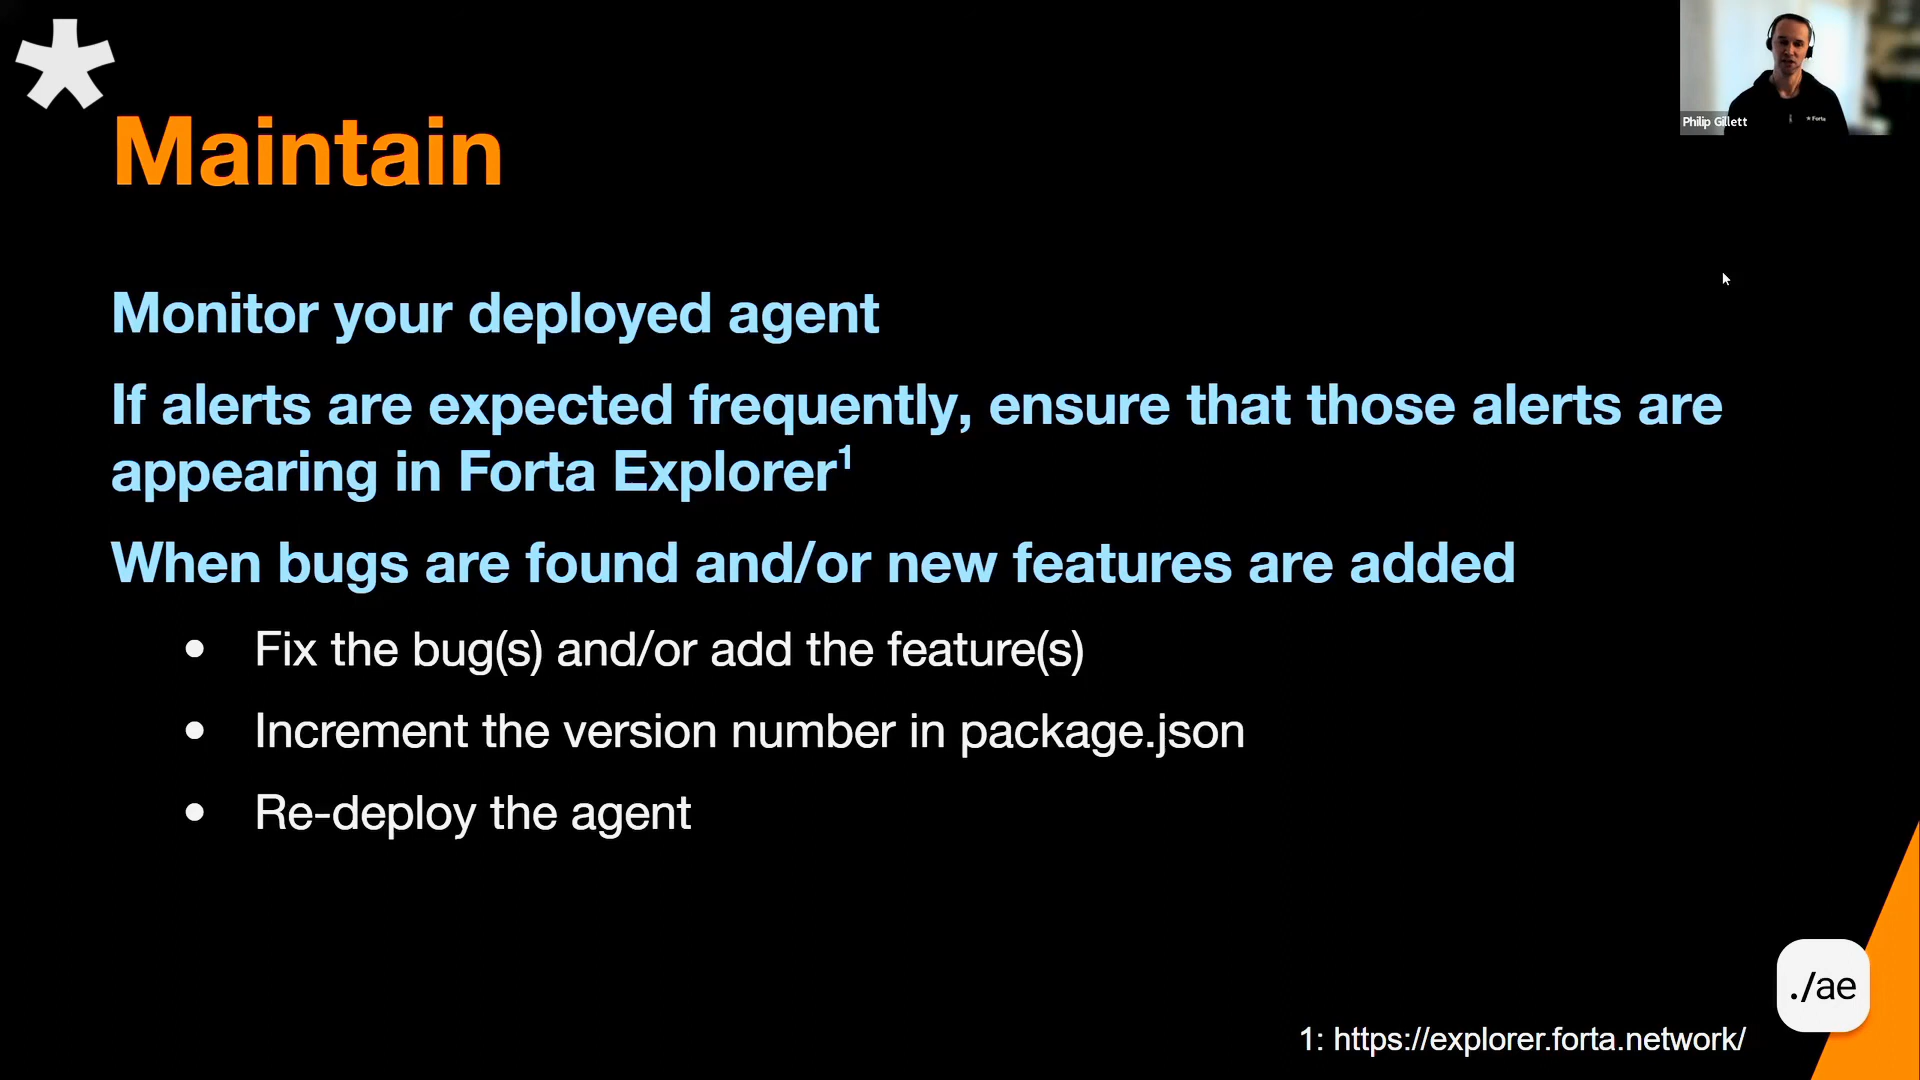 Philip Gillett
Forta
Maintain
Monitor your deployed agent
If alerts are expected frequently, ensure that those alerts are
appearing in Forta Explorer1
When bugs are found and/or new features are added
• Fix the bug(s) and/or add the feature(s)
• Increment the version number in package.json
• Re-deploy the agent
./ae
1: https://explorer.forta.network/